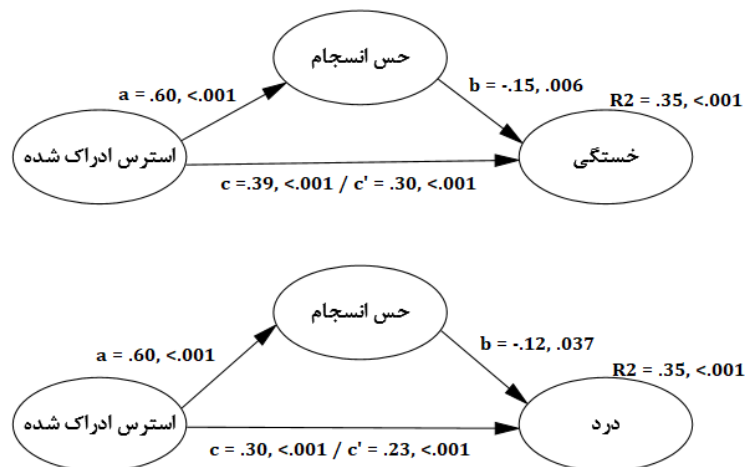 حس انسجام
a = .60, <.001
b = -.15, .006
R2 = .35, <.001
استرس ادراک شده
خستگی
c =.39, <.001 / c' = .30, <.001
حس انسجام
a = .60, <.001
b = -.12, .037
R2 = .35, <.001
استرس ادراک شده
درد
c = .30, <.001 / c' = .23, <.001